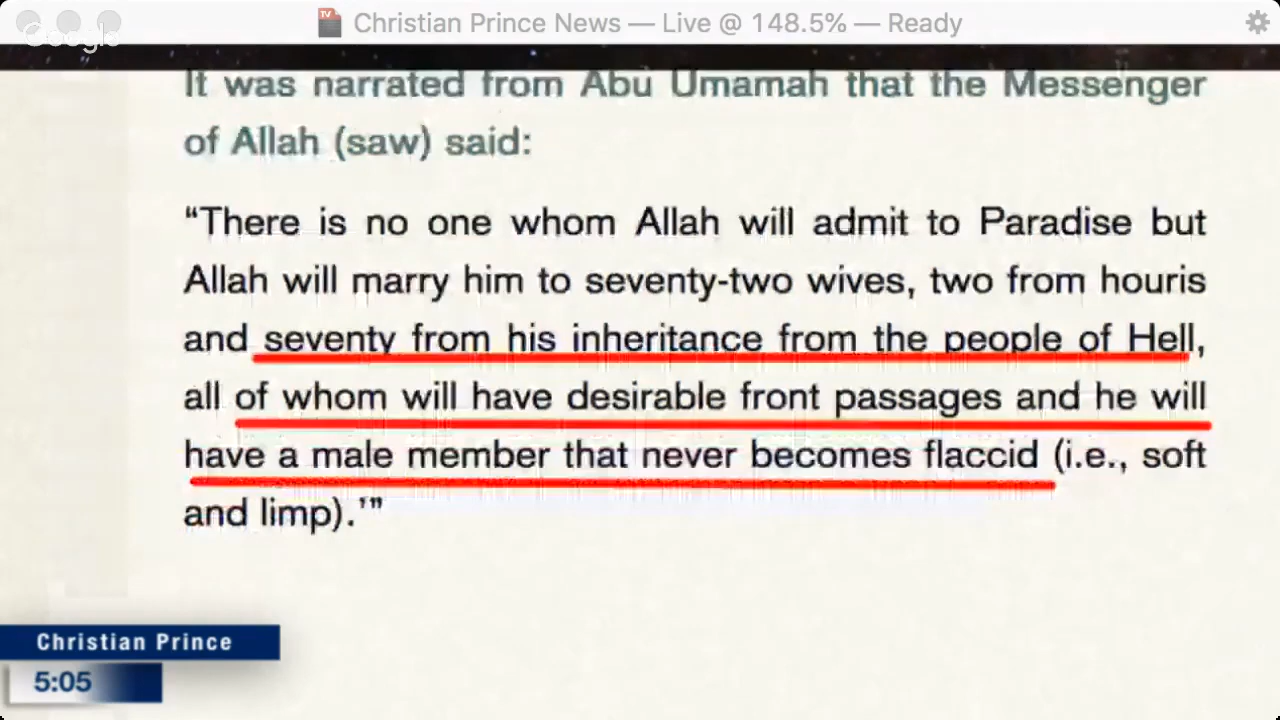 Christian Prince News — Live @ 148.5% — Ready
Google
It was narrated from Abu Umamah that the Messenger
of Allah (saw) said:
“There is no one whom Allah will admit to Paradise but
Allah will marry him to seventy-two wives, two from houris
and seventy from his inheritance from the people of Hell,
all of whom will have desirable front passages and he will
have a male member that never becomes flaccid (i.e., soft
and limp).’”
Christian Prince
5:05
TV